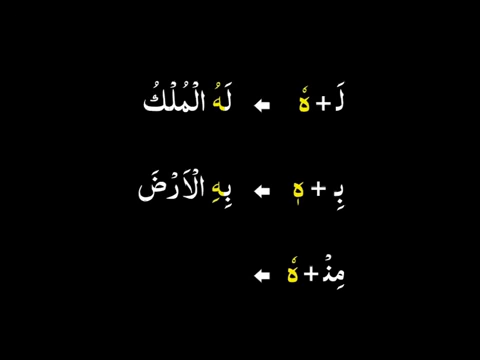 لَـ + هٗ ← لَهُ الْمُلْكُ
بِـ + هٖ ← بِهِ الْاَرْضَ
مِنْـ + هٗ ←